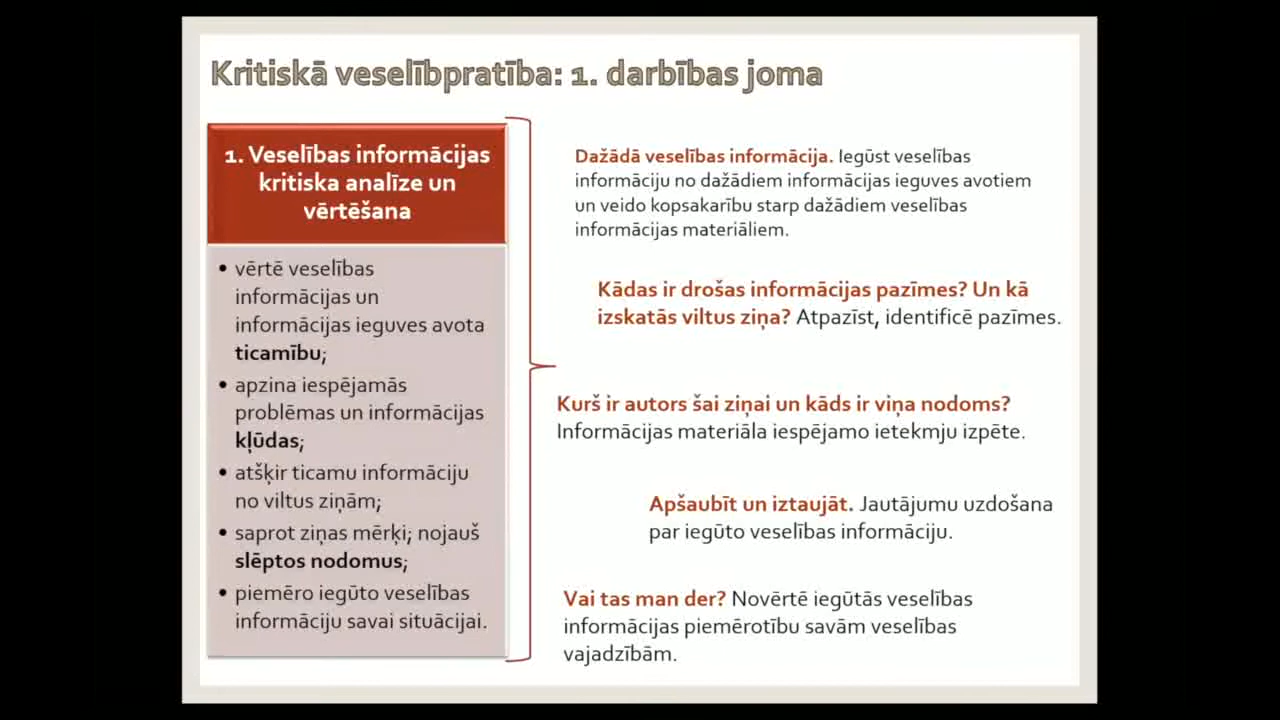 Kritiskā veselībpratība: 1. darbības joma
1. Veselības informācijas
kritiska analīze un
vērtēšana
• vērtē veselības
informācijas un
informācijas ieguves avota
ticamību;
• apzina iespējamās
problēmas un informācijas
kļūdas;
• atšķir ticamu informāciju
no viltus ziņām;
• saprot ziņas mērķi; nojauš
slēptos nodomus;
• piemēro iegūto veselības
informāciju savai situācijai.
Dažādā veselības informācija. Iegūst veselības
informāciju no dažādiem informācijas ieguves avotiem
un veido kopsakarību starp dažādiem veselības
informācijas materiāliem.
Kādas ir drošas informācijas pazīmes? Un kā
izskatās viltus ziņa? Atpazīst, identificē pazīmes.
Kurš ir autors šai ziņai un kāds ir viņa nodoms?
Informācijas materiāla iespējamo ietekmju izpēte.
Apšaubīt un iztaujāt. Jautājumu uzdošana
par iegūto veselības informāciju.
Vai tas man der? Novērtē iegūtās veselības
informācijas piemērotību savām veselības
vajadzībām.